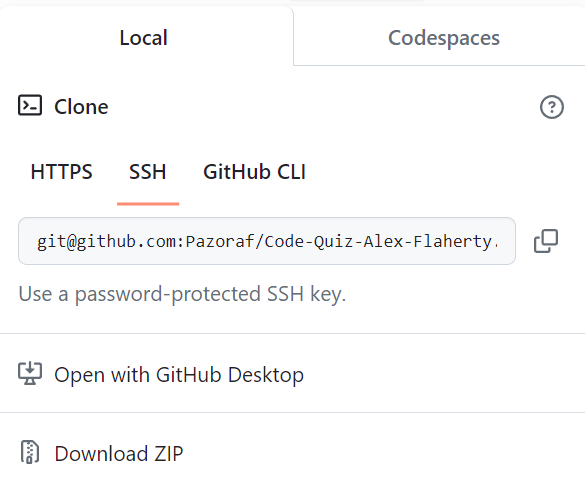 Local
Codespaces
Clone
HTTPS
SSH
GitHub CLI
git@github.com:Pazoraf/Code-Quiz-Alex-Flaherty.
Use a password-protected SSH key.
Open with GitHub Desktop
Download ZIP